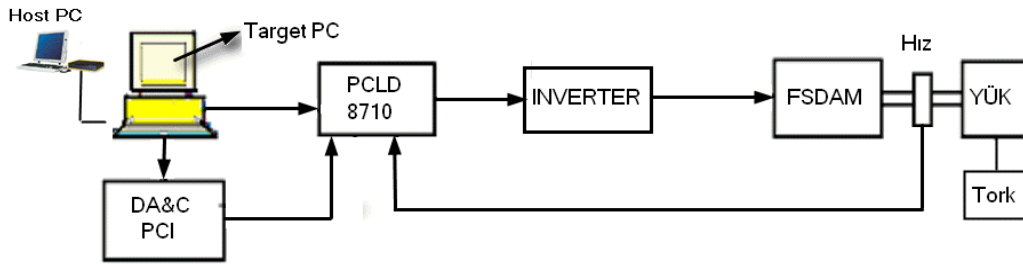 Host PC
Target PC
PCLD
8710
INVERTER
FSDAM
Hız
YÜK
Tork
DA&C
PCI